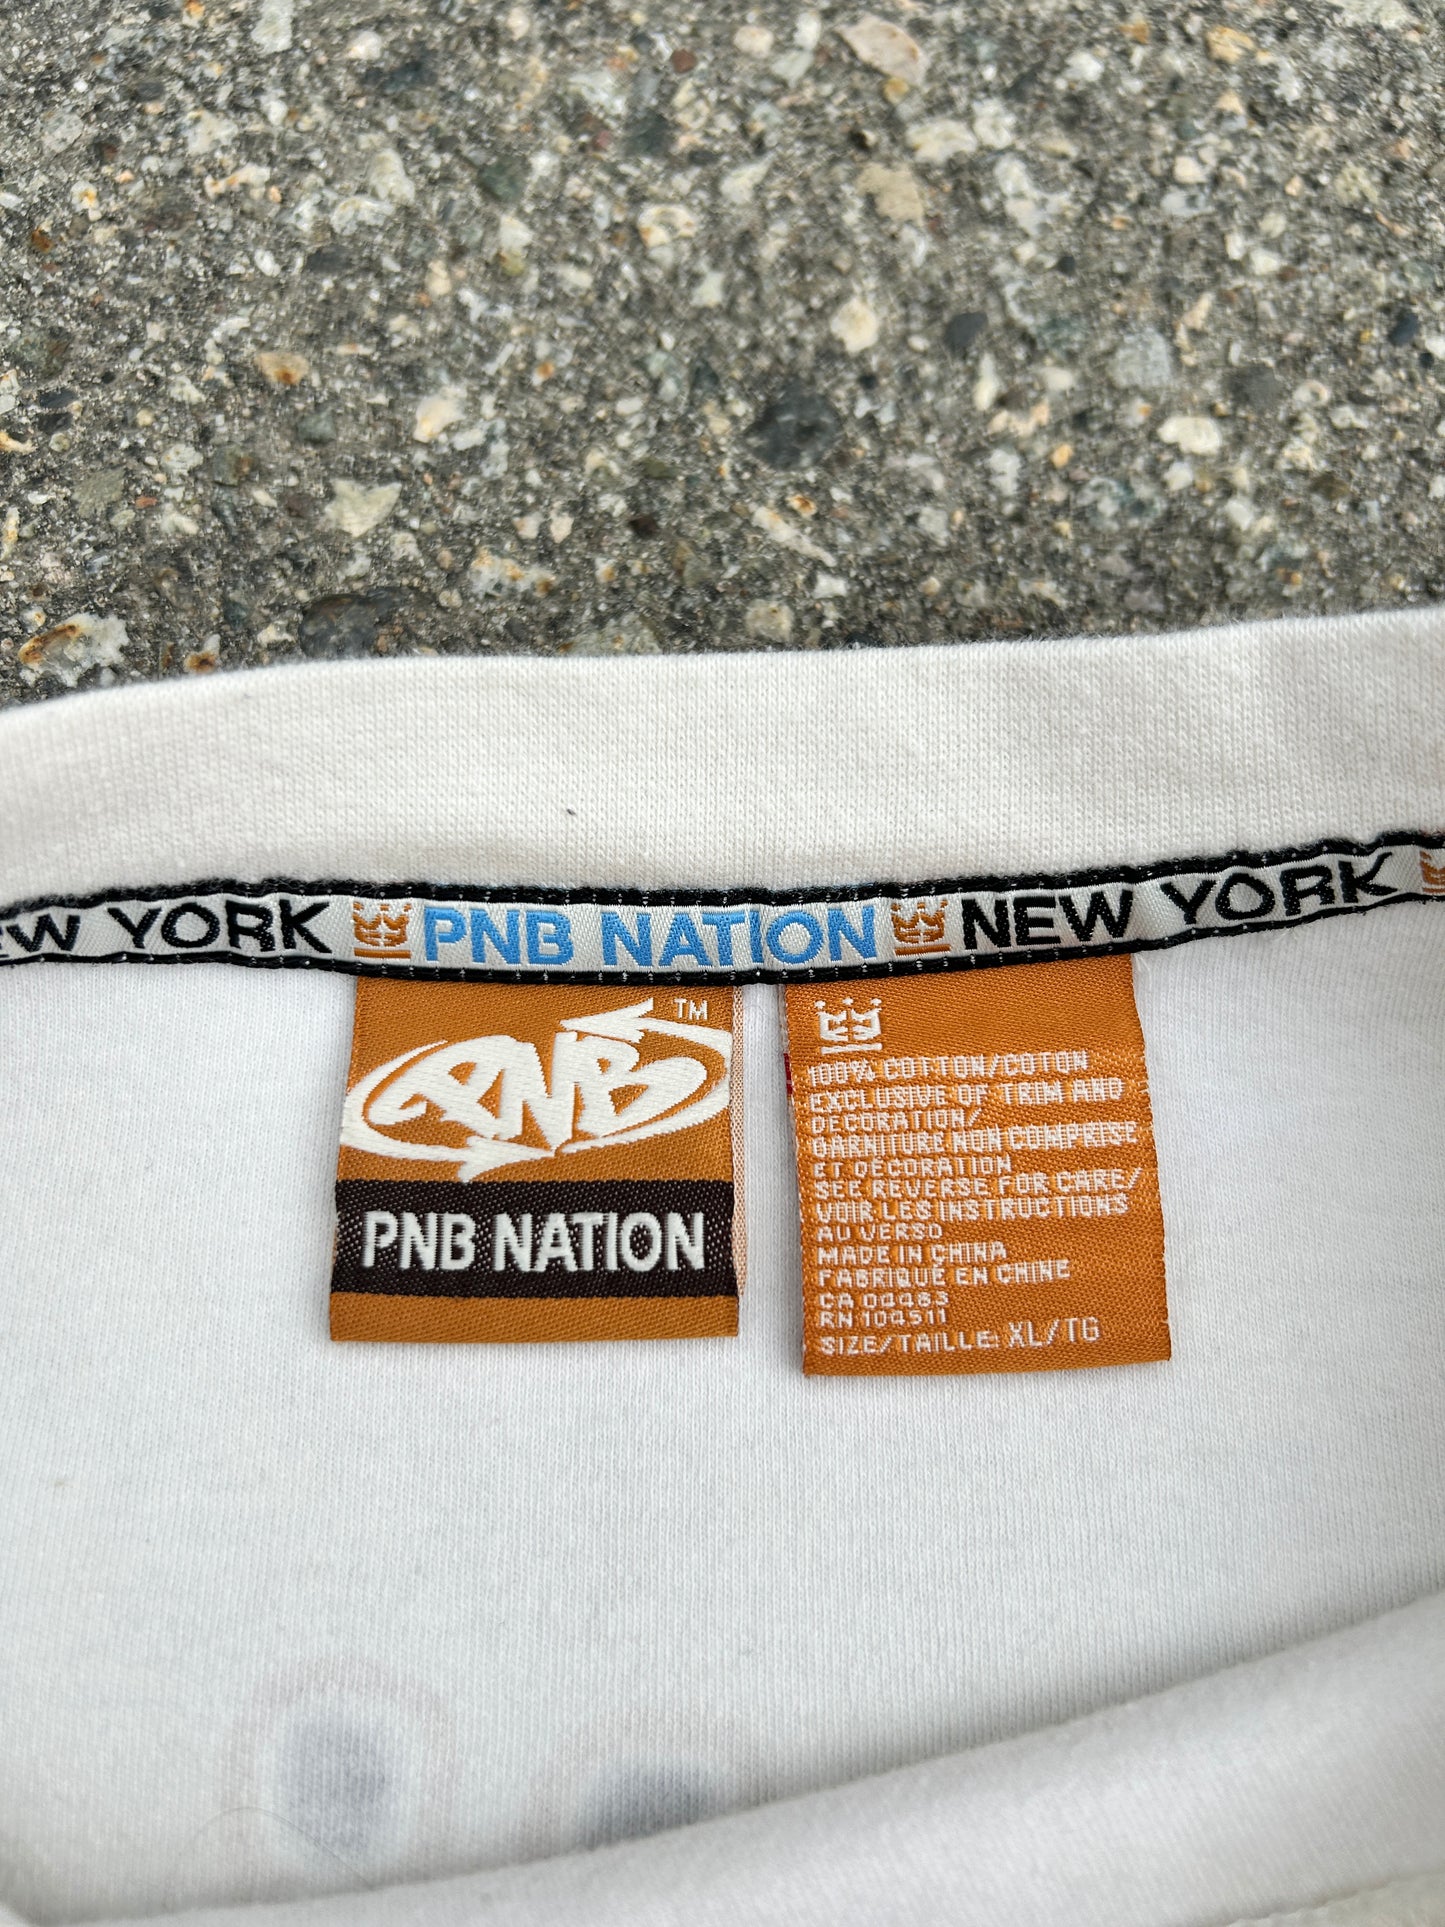 EW YORK PNB NATION NEW YORK
PNB TM
PNB NATION
100% COTTON/COTON
EXCLUSIVE OF TRIM AND
DECORATION/
GARNITURE NON COMPRISE
ET DÉCORATION
SEE REVERSE FOR CARE/
VOIR LES INSTRUCTIONS
AU VERSO
MADE IN CHINA
FABRIQUÉ EN CHINE
CA 04463
RN 104511
SIZE/TAILLE: XL/TG